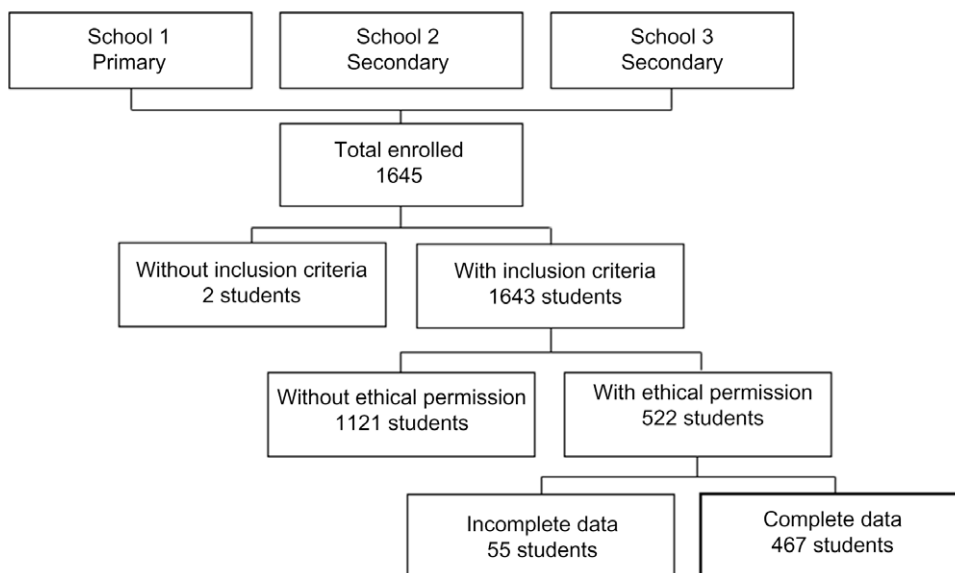 School 1
Primary
School 2
Secondary
School 3
Secondary
Total enrolled
1645
Without inclusion criteria
2 students
With inclusion criteria
1643 students
Without ethical permission
1121 students
With ethical permission
522 students
Incomplete data
55 students
Complete data
467 students